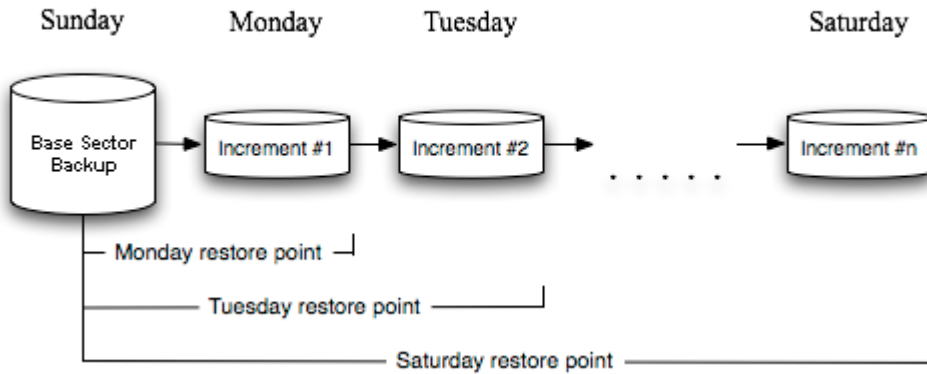 Sunday
Monday
Tuesday
Saturday
Base Sector
Backup
Increment #1
Increment #2
. . . . .
Increment #n
Monday restore point
Tuesday restore point
Saturday restore point